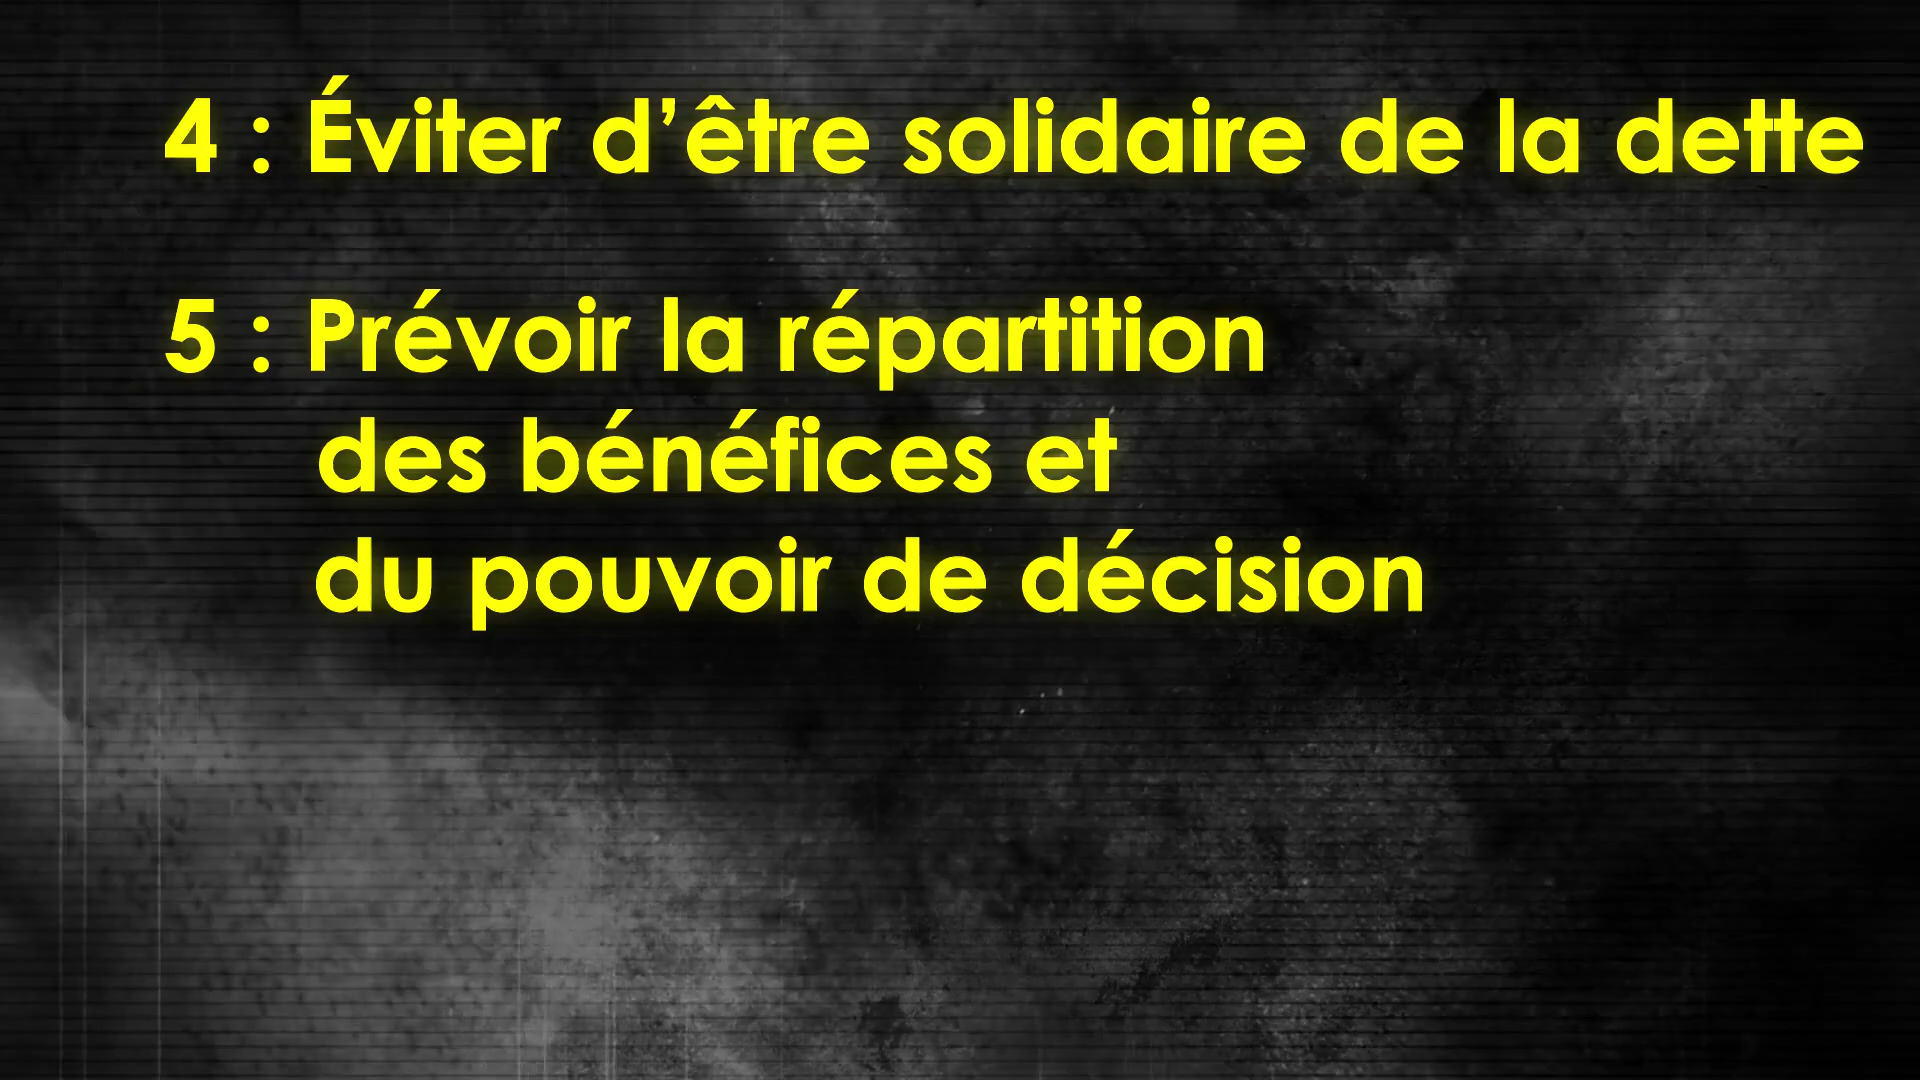 4 : Éviter d’être solidaire de la dette
5 : Prévoir la répartition
des bénéfices et
du pouvoir de décision